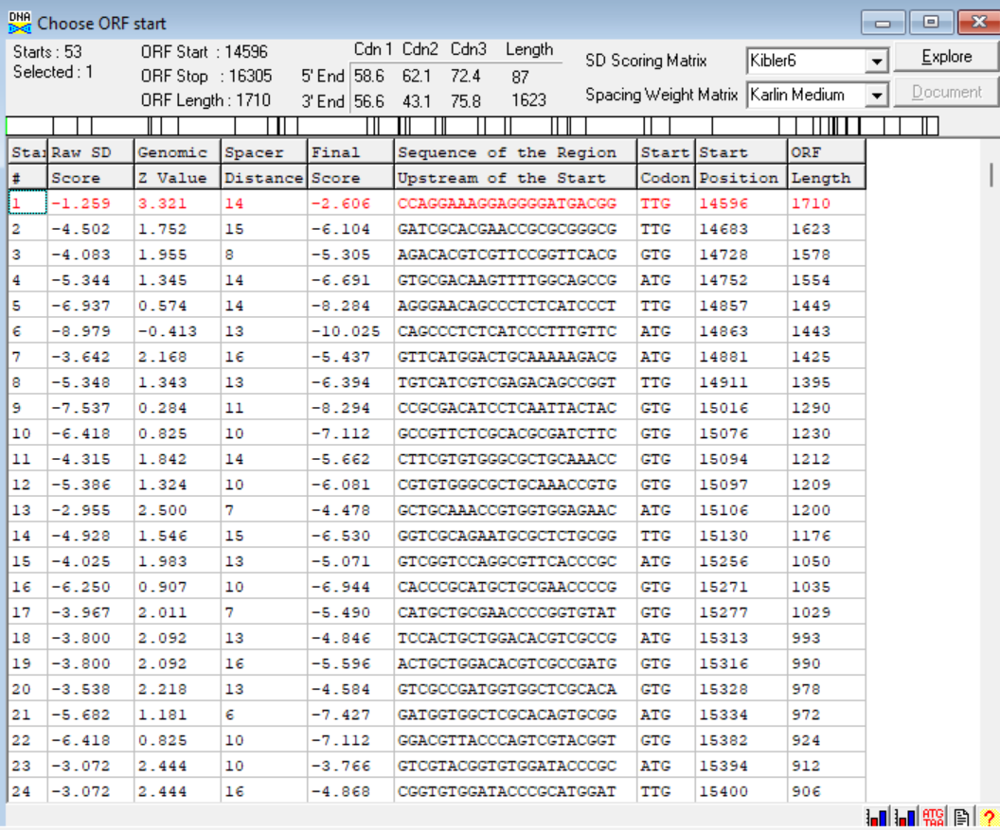 DNA Choose ORF start
Starts : 53 ORF Start : 14596 Cdn 1 Cdn2 Cdn3 Length SD Scoring Matrix Kibler6 Explore
Selected : 1 ORF Stop : 16305 5' End 58.6 62.1 72.4 87
ORF Length : 1710 3' End 56.6 43.1 75.8 1623 Spacing Weight Matrix Karlin Medium Document
Star Raw SD Genomic Spacer Final Sequence of the Region Start Start ORF
# Score Z Value Distance Score Upstream of the Start Codon Position Length
1 -1.259 3.321 14 -2.606 CCAGGAAAGGAGGGGATGACGG TTG 14596 1710
2 -4.502 1.752 15 -6.104 GATCGCACGAACCGCGCGGGCG TTG 14683 1623
3 -4.083 1.955 8 -5.305 AGACACGTCGTTCCGGTTCACG GTG 14728 1578
4 -5.344 1.345 14 -6.691 GTGCGACAAGTTTTGGCAGCCG ATG 14752 1554
5 -6.937 0.574 14 -8.284 AGGGAACAGCCCTCTCATCCCT TTG 14857 1449
6 -8.979 -0.413 13 -10.025 CAGCCCTCTCATCCCTTTGTTC ATG 14863 1443
7 -3.642 2.168 16 -5.437 GTTCATGGACTGCAAAAAGACG ATG 14881 1425
8 -5.348 1.343 13 -6.394 TGTCATCGTCGAGACAGCCGGT TTG 14911 1395
9 -7.537 0.284 11 -8.294 CCGCGACATCCTCAATTACTAC GTG 15016 1290
10 -6.418 0.825 10 -7.112 GCCGTTCTCGCACGCGATCTTC GTG 15076 1230
11 -4.315 1.842 14 -5.662 CTTCGTGTGGGCGCTGCAAACC GTG 15094 1212
12 -5.386 1.324 10 -6.081 CGTGTGGGCGCTGCAAACCGTG GTG 15097 1209
13 -2.955 2.500 7 -4.478 GCTGCAAACCGTGGTGGAGAAC ATG 15106 1200
14 -4.928 1.546 15 -6.530 GGTCGCAGAATGCGCTCTGCGG TTG 15130 1176
15 -4.025 1.983 13 -5.071 GTCGGTCCAGGCGTTCACCCGC ATG 15256 1050
16 -6.250 0.907 10 -6.944 CACCCGCATGCTGCGAACCCCG GTG 15271 1035
17 -3.967 2.011 7 -5.490 CATGCTGCGAACCCCGGTGTAT GTG 15277 1029
18 -3.800 2.092 13 -4.846 TCCACTGCTGGACACGTCGCCG ATG 15313 993
19 -3.800 2.092 16 -5.596 ACTGCTGGACACGTCGCCGATG GTG 15316 990
20 -3.538 2.218 13 -4.584 GTCGCCGATGGTGGCTCGCACA GTG 15328 978
21 -5.682 1.181 6 -7.427 GATGGTGGCTCGCACAGTGCGG ATG 15334 972
22 -6.418 0.825 10 -7.112 GGACGTTACCCAGTCGTACGGT GTG 15382 924
23 -3.072 2.444 10 -3.766 GTCGTACGGTGTGGATACCCGC ATG 15394 912
24 -3.072 2.444 16 -4.868 CGGTGTGGATACCCGCATGGAT TTG 15400 906
ATG
TAA
?